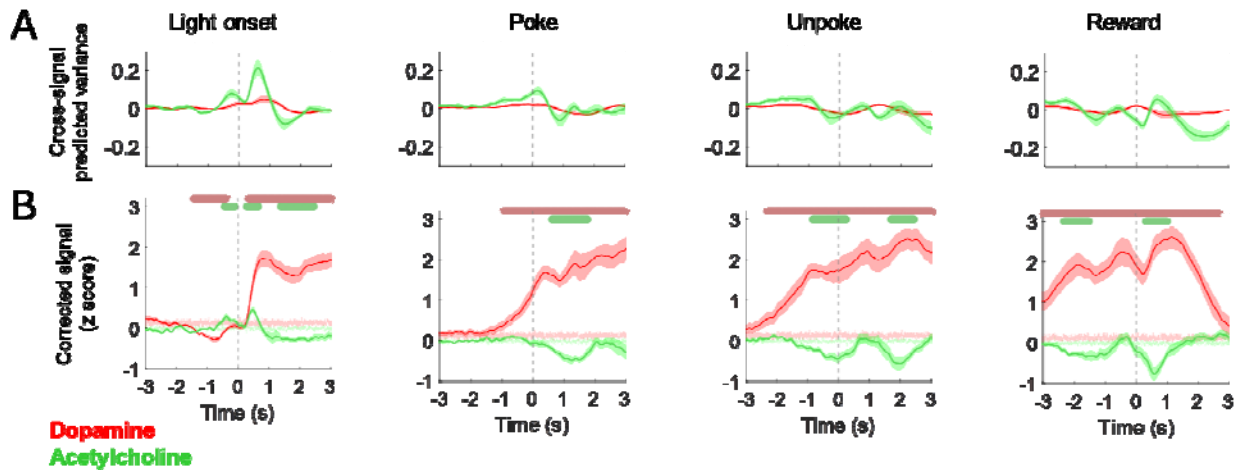 A
Light onset
Poke
Unpoke
Reward
Cross-signal
predicted variance
0.2
0
-0.2
0.2
0
-0.2
0.2
0
-0.2
0.2
0
-0.2
B
Corrected signal
(z score)
3
2
1
0
-1
3
2
1
0
-1
3
2
1
0
-1
3
2
1
0
-1
-3 -2 -1 0 1 2 3
-3 -2 -1 0 1 2 3
-3 -2 -1 0 1 2 3
-3 -2 -1 0 1 2 3
Time (s)
Time (s)
Time (s)
Time (s)
Dopamine
Acetylcholine